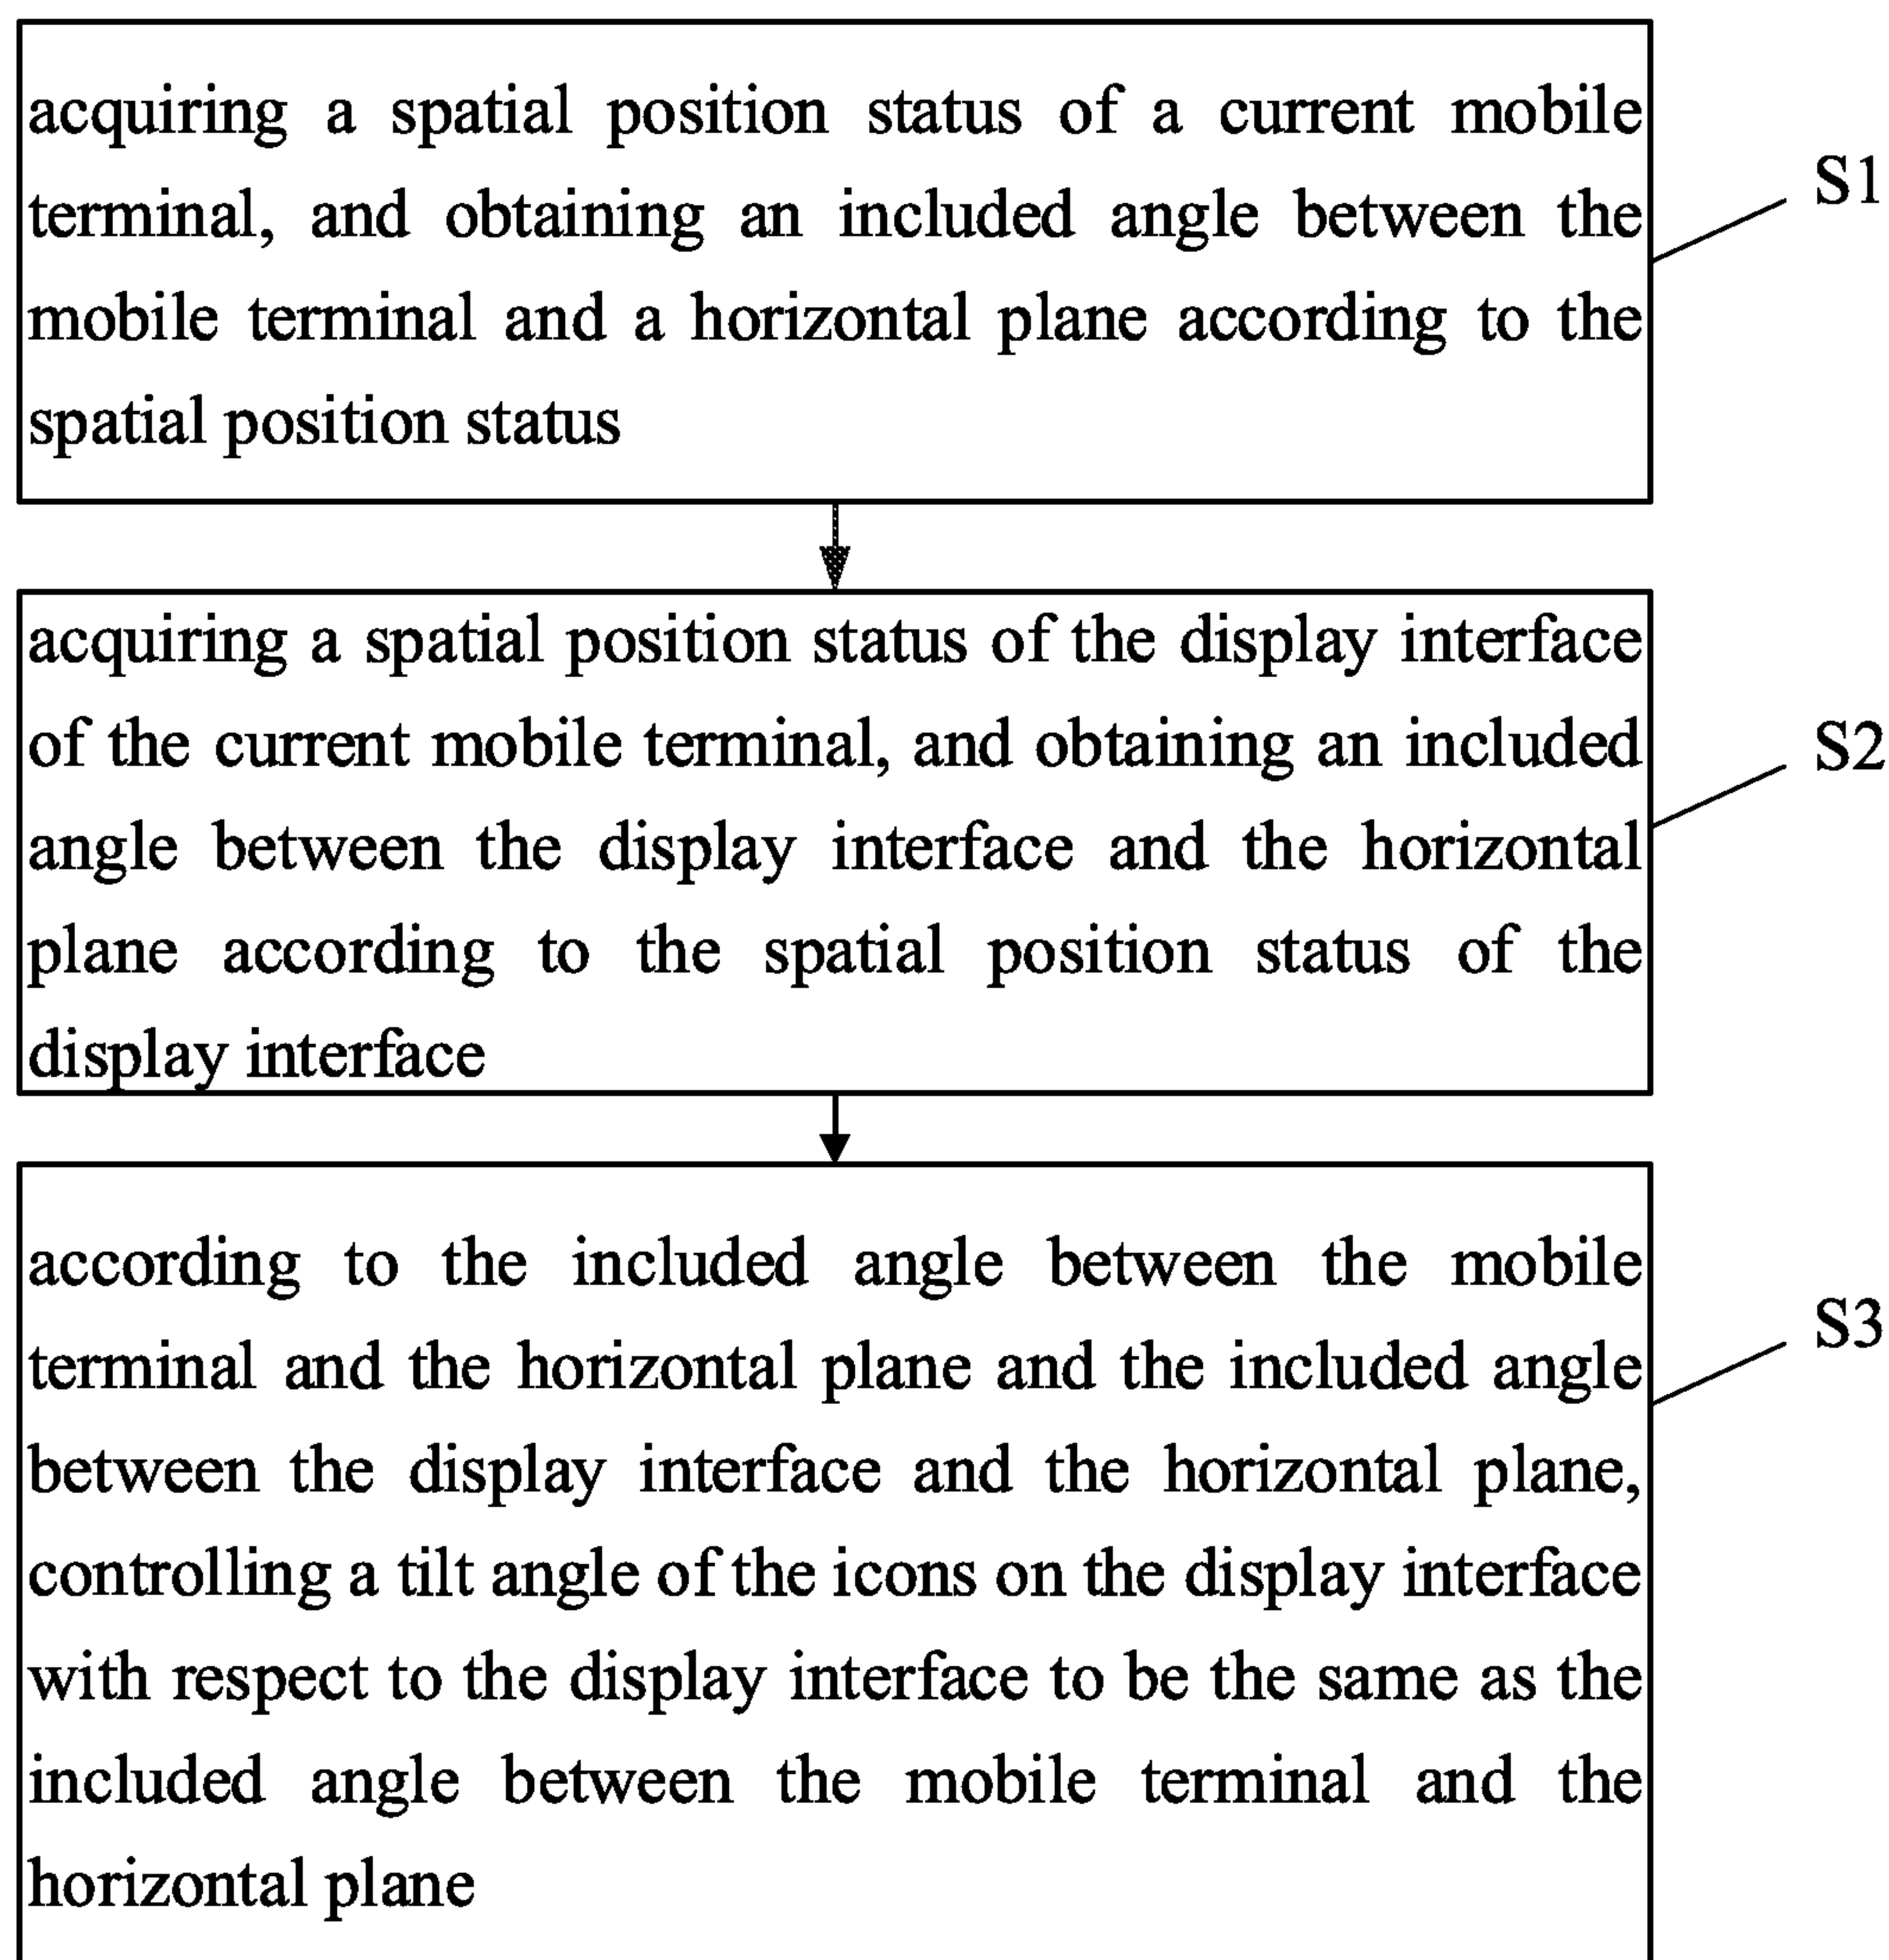 acquiring a spatial position status of a current mobile
terminal, and obtaining an included angle between the
mobile terminal and a horizontal plane according to the
spatial position status
S1
acquiring a spatial position status of the display interface
of the current mobile terminal, and obtaining an included
angle between the display interface and the horizontal
plane according to the spatial position status of the
display interface
S2
according to the included angle between the mobile
terminal and the horizontal plane and the included angle
between the display interface and the horizontal plane,
controlling a tilt angle of the icons on the display interface
with respect to the display interface to be the same as the
included angle between the mobile terminal and the
horizontal plane
S3